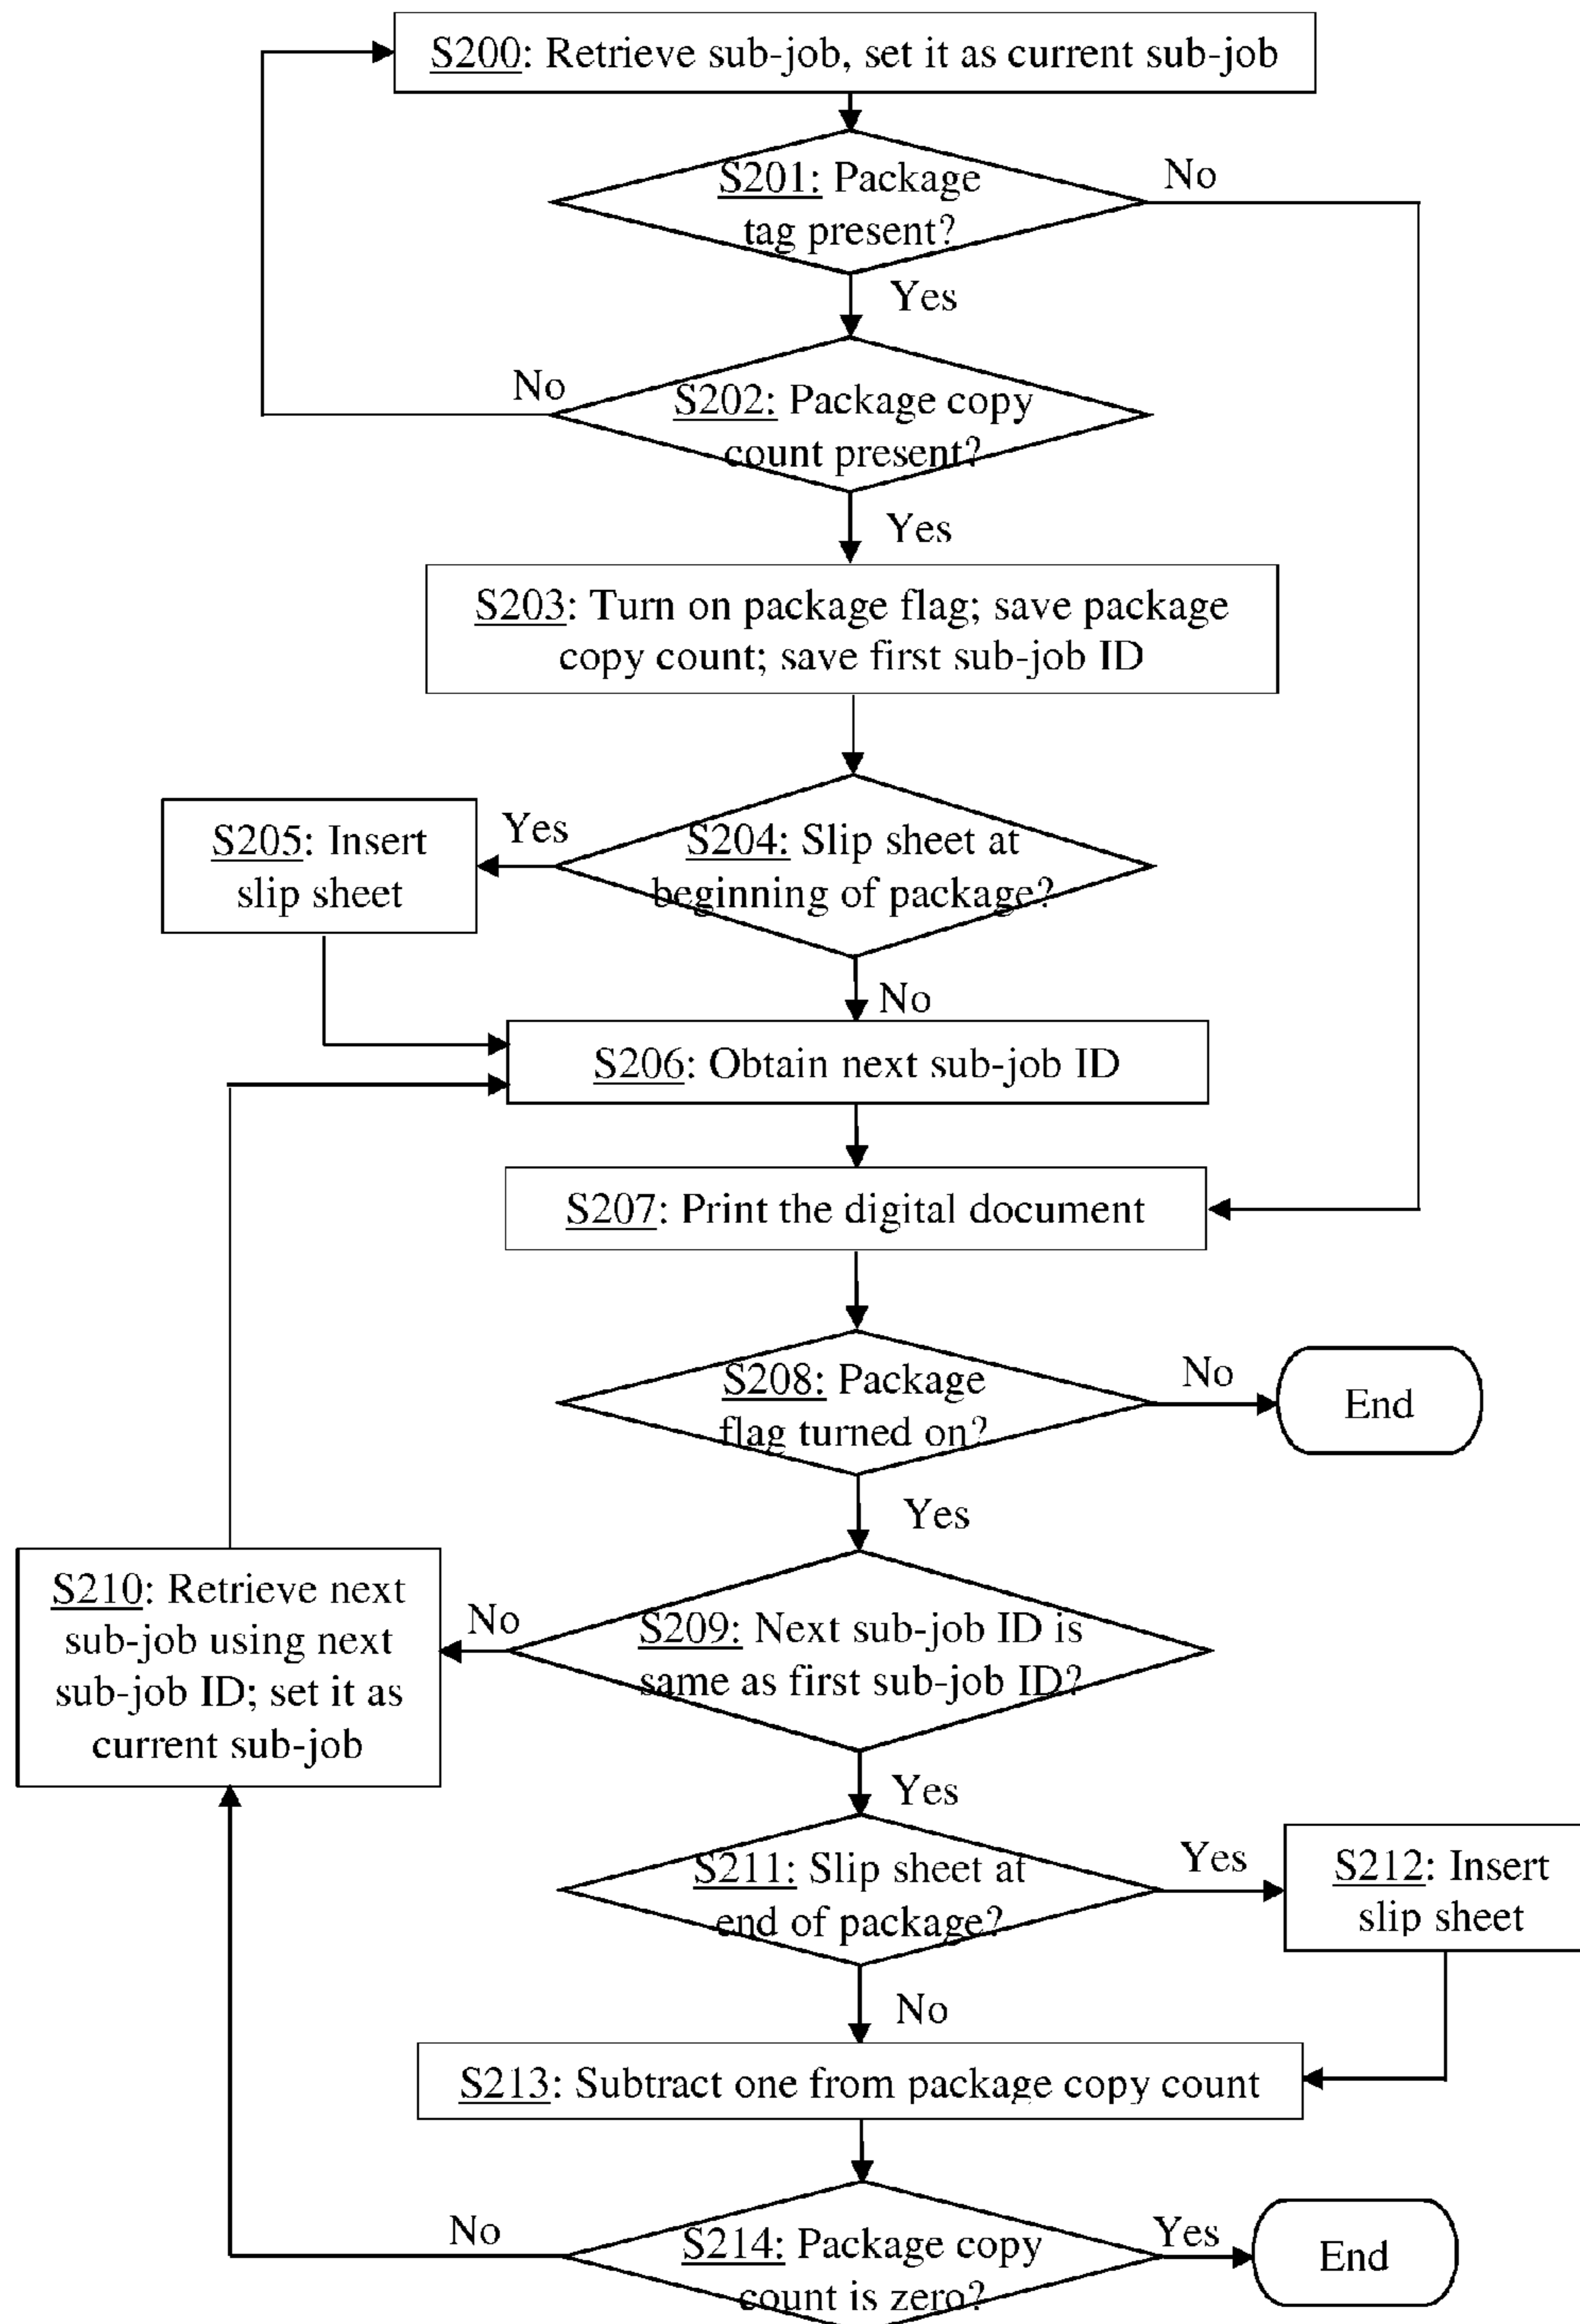 S200: Retrieve sub-job, set it as current sub-job
S201: Package
tag present?
No
Yes
No
S202: Package copy
count present?
Yes
S203: Turn on package flag; save package
copy count; save first sub-job ID
S205: Insert
slip sheet
Yes
S204: Slip sheet at
beginning of package?
No
S206: Obtain next sub-job ID
S207: Print the digital document
S208: Package
flag turned on?
No
End
Yes
S210: Retrieve next
sub-job using next
sub-job ID; set it as
current sub-job
No
S209: Next sub-job ID is
same as first sub-job ID?
Yes
S211: Slip sheet at
end of package?
Yes
S212: Insert
slip sheet
No
S213: Subtract one from package copy count
No
S214: Package copy
count is zero?
Yes
End